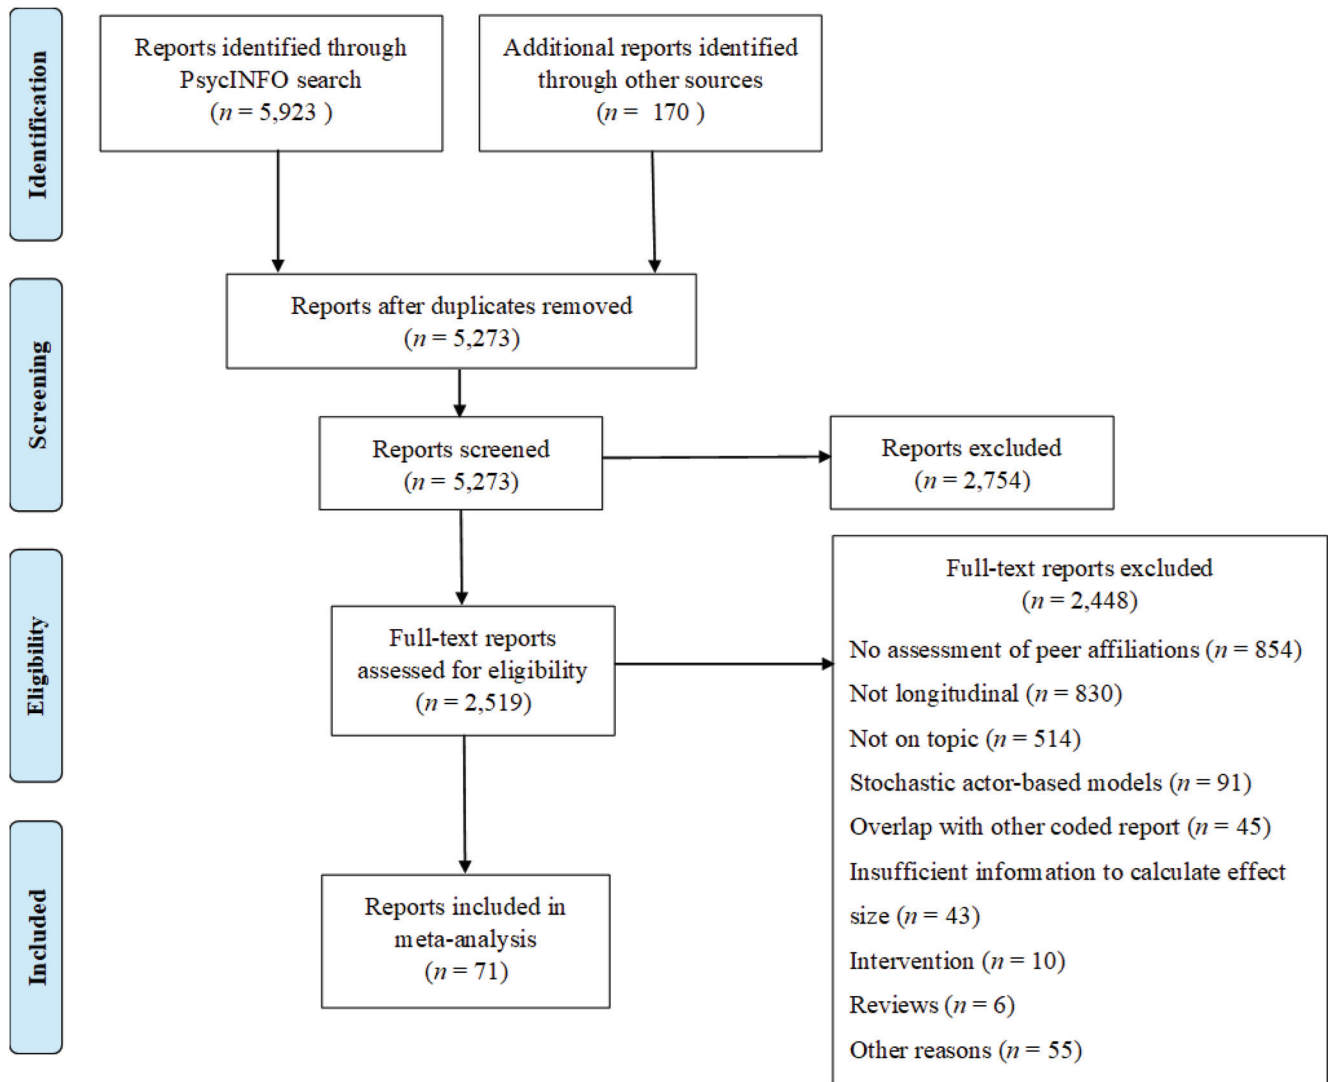 Identification
Reports identified through
PsycINFO search
(n = 5,923 )
Additional reports identified
through other sources
(n = 170 )
Screening
Reports after duplicates removed
(n = 5,273)
Reports screened
(n = 5,273)
Reports excluded
(n = 2,754)
Eligibility
Full-text reports
assessed for eligibility
(n = 2,519)
Full-text reports excluded
(n = 2,448)
No assessment of peer affiliations (n = 854)
Not longitudinal (n = 830)
Not on topic (n = 514)
Stochastic actor-based models (n = 91)
Overlap with other coded report (n = 45)
Insufficient information to calculate effect
size (n = 43)
Intervention (n = 10)
Reviews (n = 6)
Other reasons (n = 55)
Included
Reports included in
meta-analysis
(n = 71)